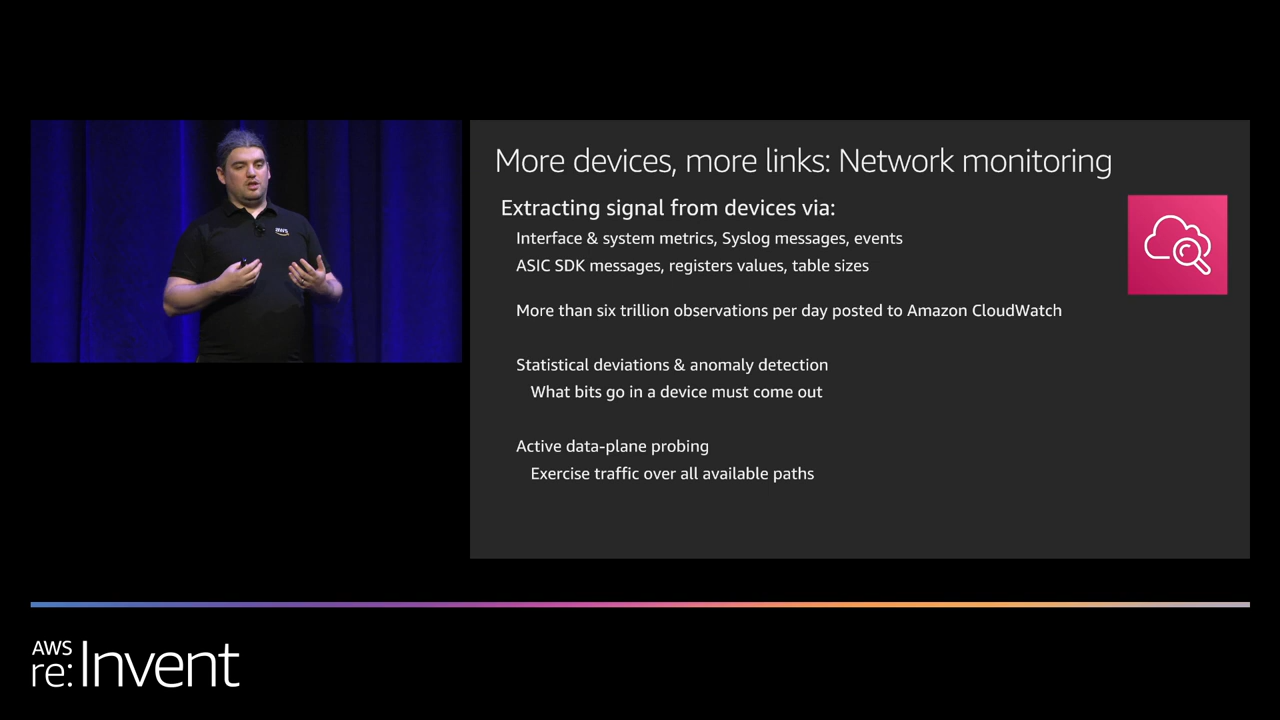 aws
More devices, more links: Network monitoring
Extracting signal from devices via:
Interface & system metrics, Syslog messages, events
ASIC SDK messages, registers values, table sizes
More than six trillion observations per day posted to Amazon CloudWatch
Statistical deviations & anomaly detection
What bits go in a device must come out
Active data-plane probing
Exercise traffic over all available paths
AWS
re:Invent